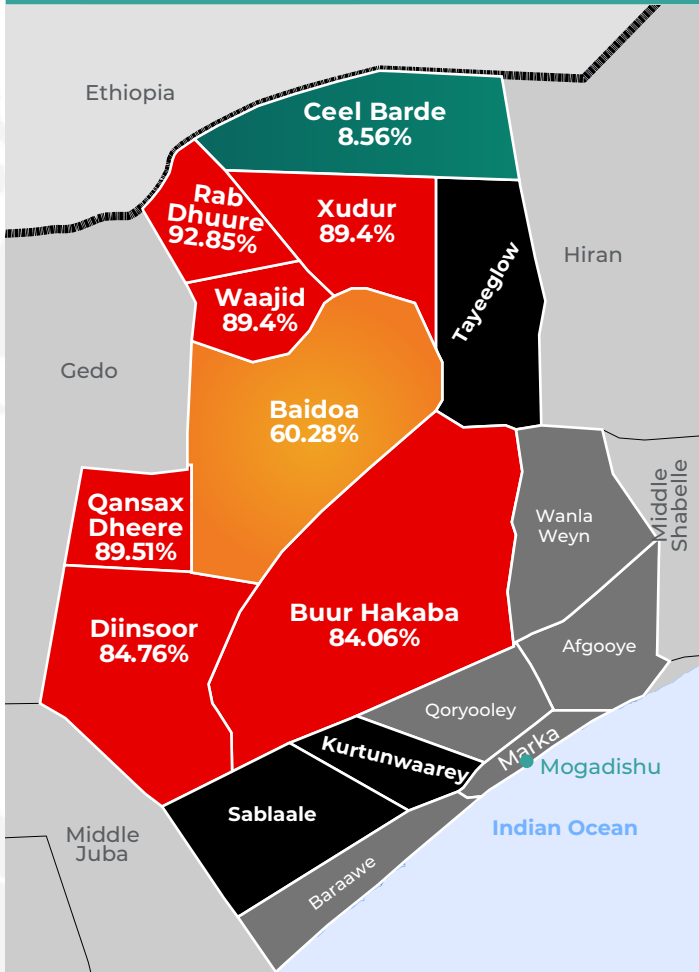 Ethiopia
Ceel Barde
8.56%
Rab
Dhuure
92.85%
Xudur
89.4%
Hiran
Tayeeglow
Waajid
89.4%
Gedo
Baidoa
60.28%
Middle
Shabelle
Qansax
Dheere
89.51%
Wanla
Weyn
Buur Hakaba
84.06%
Diinsoor
84.76%
Afgooye
Qoryooley
Marka
Kurtunwaarey
Mogadishu
Sablaale
Indian Ocean
Middle
Juba
Baraawe